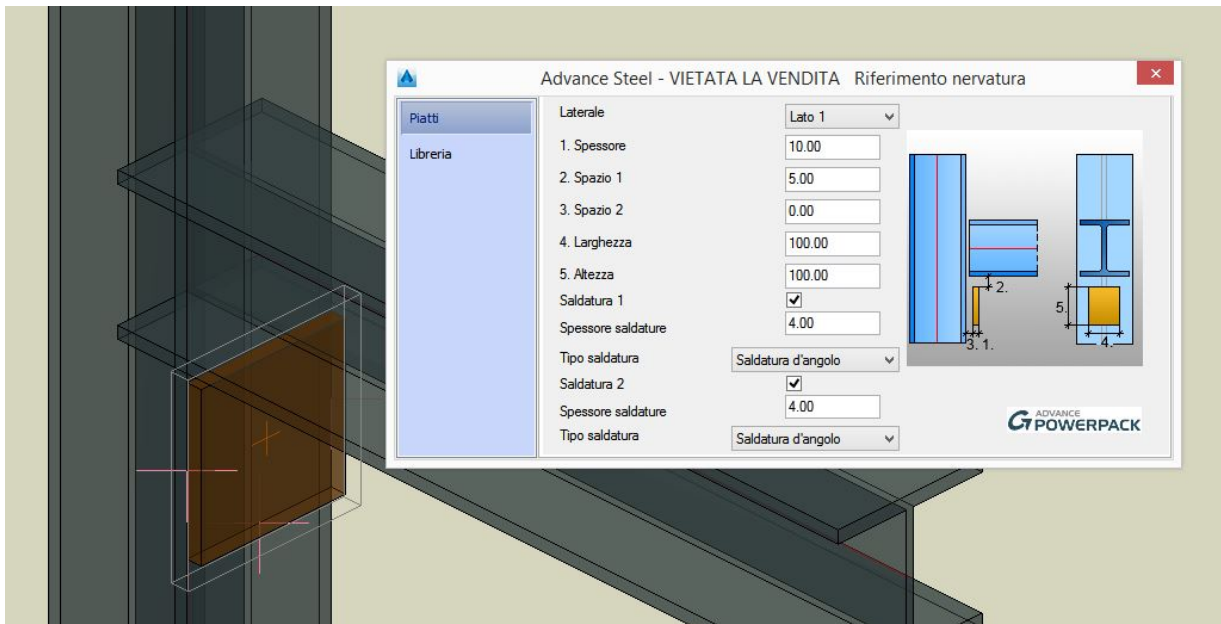 Advance Steel - VIETATA LA VENDITA Riferimento nervatura
Piatti
Libreria
Laterale Lato 1
1. Spessore 10.00
2. Spazio 1 5.00
3. Spazio 2 0.00
4. Larghezza 100.00
5. Altezza 100.00
Saldatura 1
Spessore saldature 4.00
Tipo saldatura Saldatura d'angolo
Saldatura 2
Spessore saldature 4.00
Tipo saldatura Saldatura d'angolo
2.
5.
3. 1.
4.
ADVANCE
POWERPACK